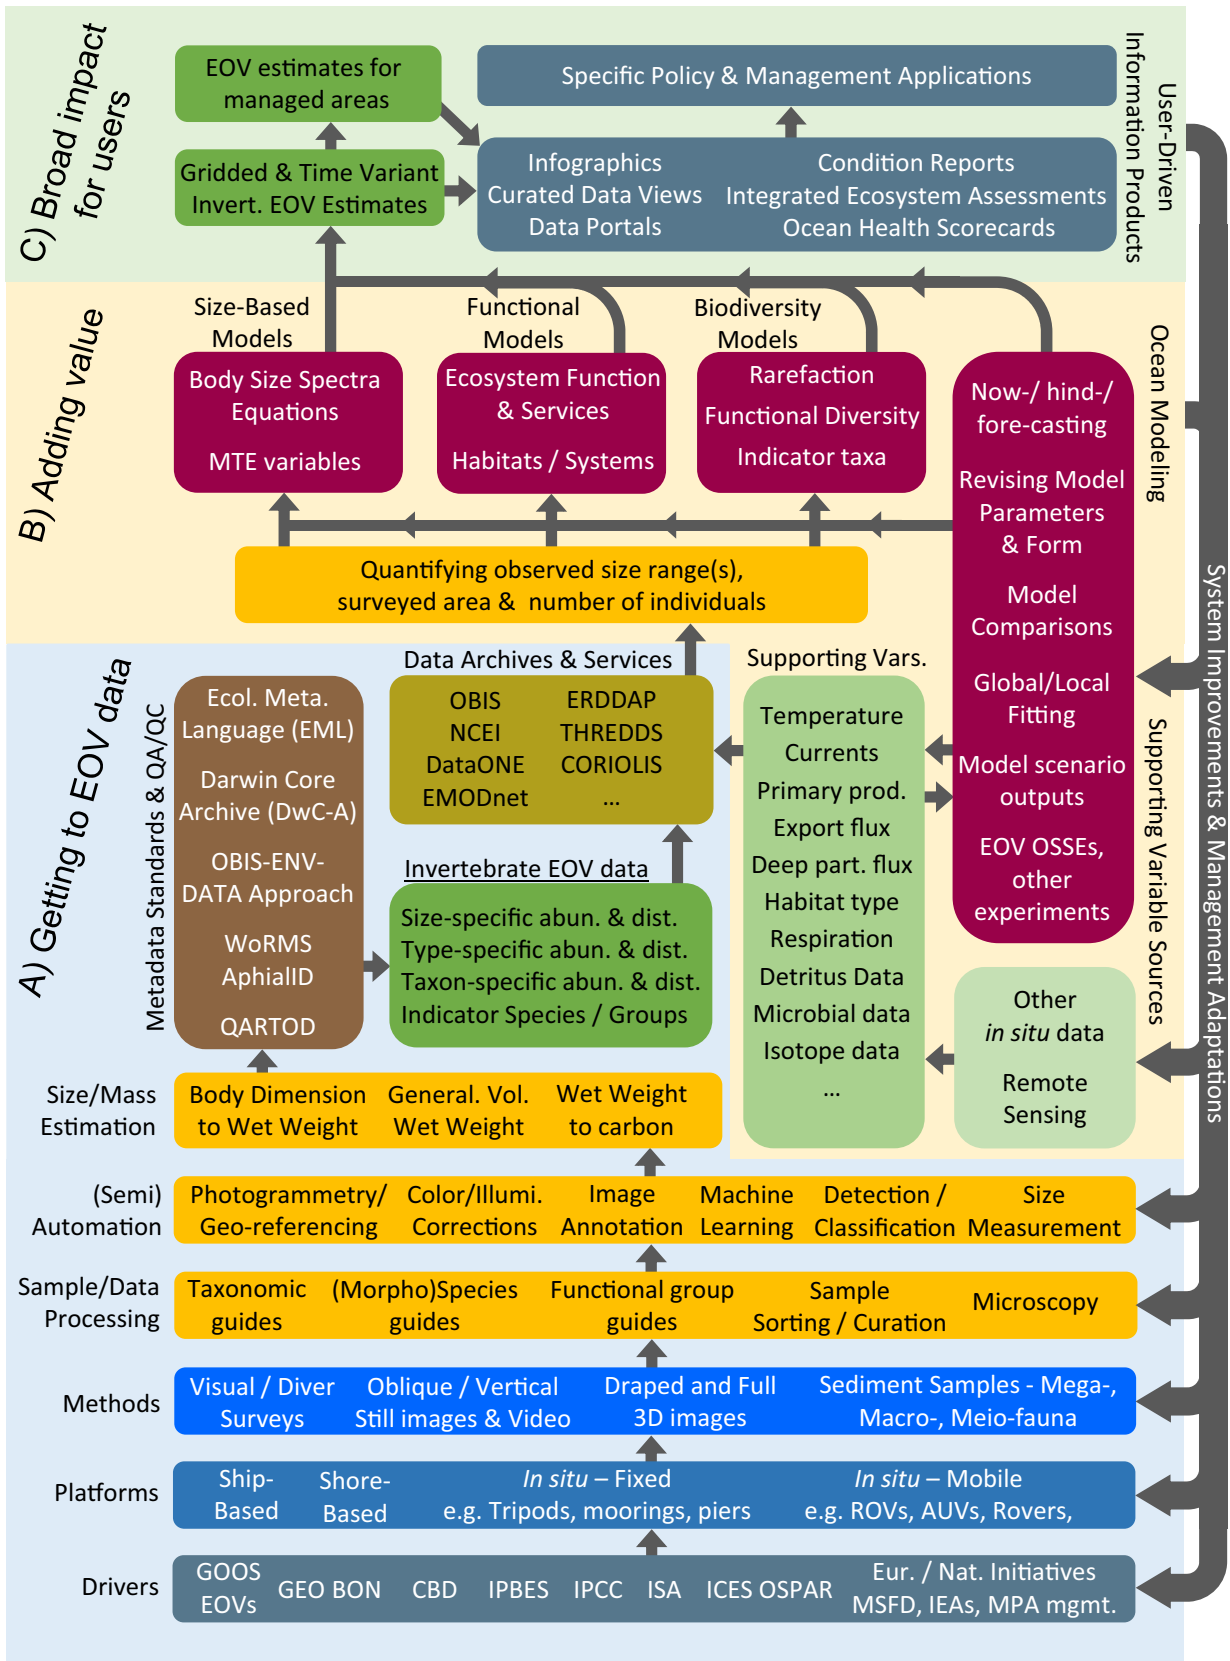 C) Broad impact
for users
EOV estimates for
managed areas
Gridded & Time Variant
Invert. EOV Estimates
Specific Policy & Management Applications
Infographics
Curated Data Views
Data Portals
Condition Reports
Integrated Ecosystem Assessments
Ocean Health Scorecards
User-Driven
Information Products
B) Adding value
Size-Based
Models
Functional
Models
Biodiversity
Models
Body Size Spectra
Equations
MTE variables
Ecosystem Function
& Services
Habitats / Systems
Rarefaction
Functional Diversity
Indicator taxa
Now-/ hind-/
fore-casting
Revising Model
Parameters
& Form
Model
Comparisons
Global/Local
Fitting
Model scenario
outputs
EOV OSSEs,
other
experiments
Ocean Modeling
Quantifying observed size range(s),
surveyed area & number of individuals
A) Getting to EOV data
Metadata Standards & QA/QC
Ecol. Meta.
Language (EML)
Darwin Core
Archive (DwC-A)
OBIS-ENV-
DATA Approach
WoRMS
AphialID
QARTOD
Data Archives & Services
OBIS
NCEI
DataONE
EMODnet
ERDDAP
THREDDS
CORIOLIS
...
Invertebrate EOV data
Size-specific abun. & dist.
Type-specific abun. & dist.
Taxon-specific abun. & dist.
Indicator Species / Groups
Supporting Vars.
Temperature
Currents
Primary prod.
Export flux
Deep part. flux
Habitat type
Respiration
Detritus Data
Microbial data
Isotope data
...
Other
in situ data
Remote
Sensing
Supporting Variable Sources
System Improvements & Management Adaptations
Size/Mass
Estimation
Body Dimension
to Wet Weight
General. Vol.
Wet Weight
Wet Weight
to carbon
(Semi)
Automation
Photogrammetry/
Geo-referencing
Color/Illumi.
Corrections
Image
Annotation
Machine
Learning
Detection /
Classification
Size
Measurement
Sample/Data
Processing
Taxonomic
guides
(Morpho)Species
guides
Functional group
guides
Sample
Sorting / Curation
Microscopy
Methods
Visual / Diver
Surveys
Oblique / Vertical
Still images & Video
Draped and Full
3D images
Sediment Samples - Mega-,
Macro-, Meio-fauna
Platforms
Ship-
Based
Shore-
Based
In situ – Fixed
e.g. Tripods, moorings, piers
In situ – Mobile
e.g. ROVs, AUVs, Rovers,
Drivers
GOOS
EOVs
GEO BON
CBD
IPBES
IPCC
ISA
ICES OSPAR
Eur. / Nat. Initiatives
MSFD, IEAs, MPA mgmt.